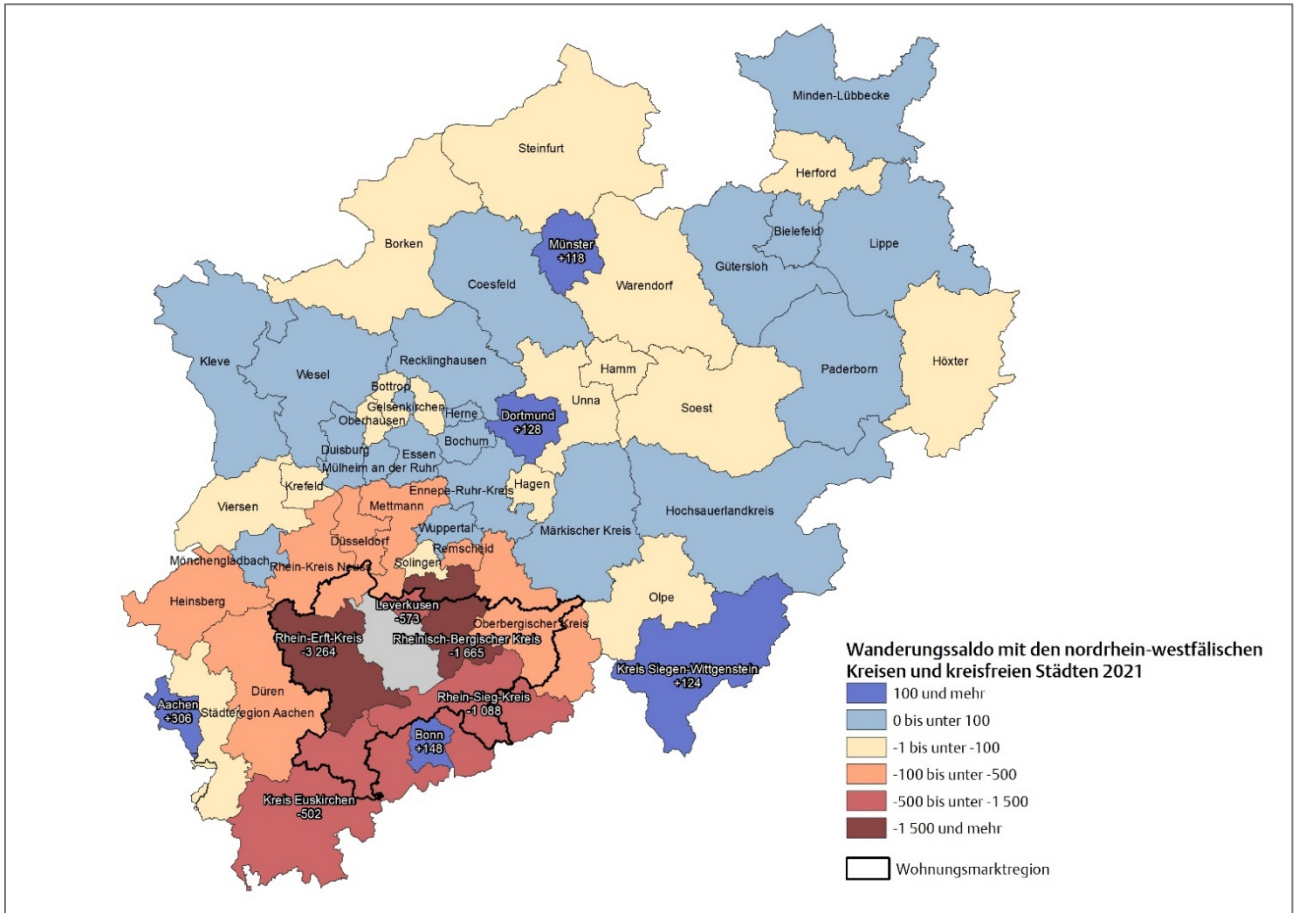 Minden-Lübbecke
Steinfurt
Herford
Münster
+118
Bielefeld
Lippe
Borken
Gütersloh
Coesfeld
Warendorf
Kleve
Recklinghausen
Paderborn
Höxter
Wesel
Hamm
Bottrop
Unna
Gelsenkirchen
Soest
Herne
Dortmund
+128
Oberhausen
Bochum
Duisburg
Essen
Mülheim an der Ruhr
Hagen
Krefeld
Ennepe-Ruhr-Kreis
Viersen
Mettmann
Hochsauerlandkreis
Wuppertal
Märkischer Kreis
Düsseldorf
Remscheid
Mönchengladbach
Rhein-Kreis Neuss
Solingen
Heinsberg
Olpe
Leverkusen
-573
Oberbergischer Kreis
Rhein-Erft-Kreis
-3 264
Rheinisch-Bergischer Kreis
-1 665
Kreis Siegen-Wittgenstein
+124
Düren
Rhein-Sieg-Kreis
-1 088
Aachen
+306
Städteregion Aachen
Bonn
+148
Kreis Euskirchen
-502
Wanderungssaldo mit den nordrhein-westfälischen
Kreisen und kreisfreien Städten 2021
100 und mehr
0 bis unter 100
-1 bis unter -100
-100 bis unter -500
-500 bis unter -1 500
-1 500 und mehr
Wohnungsmarktregion